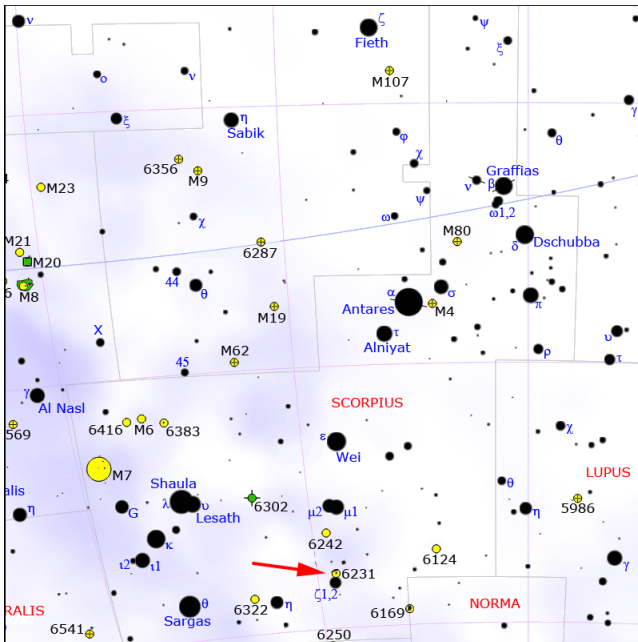 ν
ζ
Fieth
ψ
ξ
ο
ν
M107
γ
ξ
η
Sabik
φ
θ
χ
6356
M9
Graffias
M23
ν
β
χ
ψ
ω1,2
ω
M21
6287
M80
δ
Dschubba
M20
44
θ
α
σ
π
6
M8
Antares
M4
M19
τ
υ
X
Alniyat
ρ
τ
M62
45
γ
Al Nasl
SCORPIUS
6416
M6
6383
χ
569
ε
Wei
LUPUS
M7
θ
Shaula
alis
λ
υ
6302
μ2
μ1
η
5986
η
G
Lesath
6242
κ
6124
γ
ι2
ι1
6231
ζ1,2
θ
6322
η
6169
NORMA
RALIS
Sargas
6541
6250